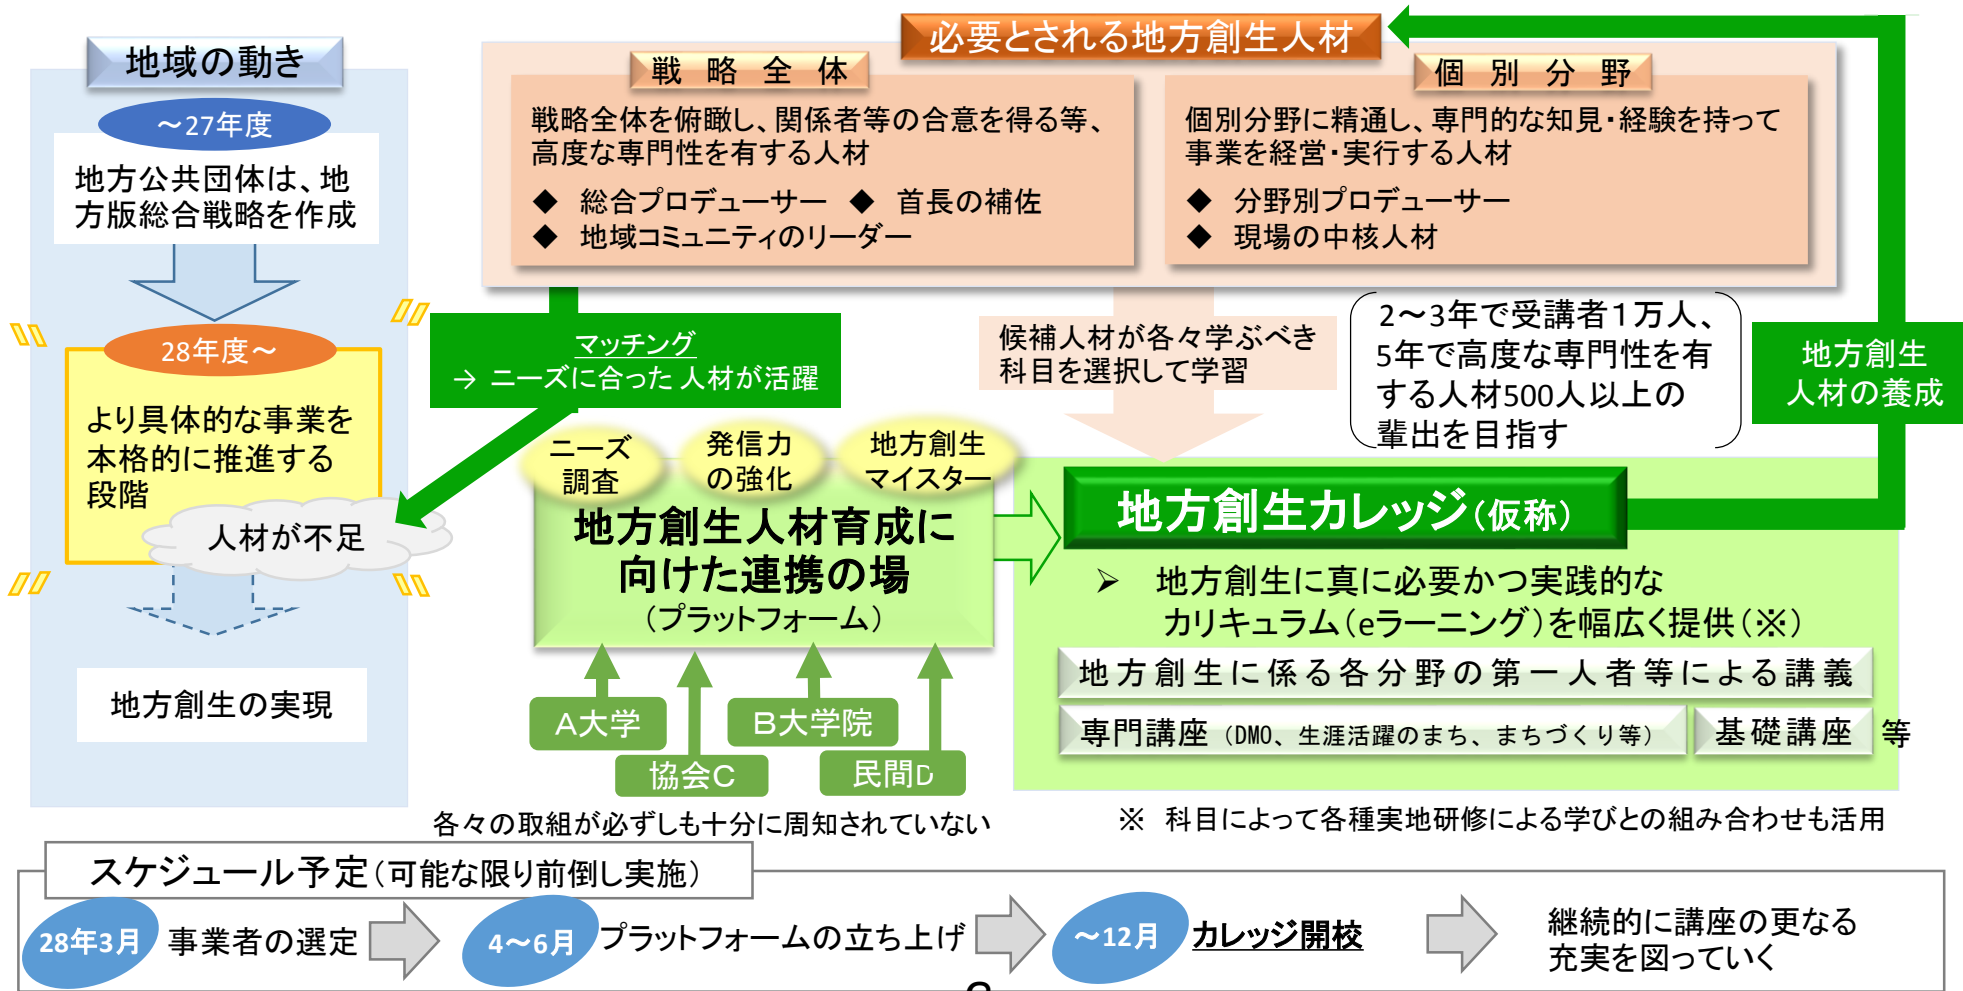 地域の動き
～27年度
地方公共団体は、地
方版総合戦略を作成
28年度～
より具体的な事業を
本格的に推進する
段階
人材が不足
地方創生の実現
必要とされる地方創生人材
戦略全体
戦略全体を俯瞰し、関係者等の合意を得る等、
高度な専門性を有する人材
◆ 総合プロデューサー ◆ 首長の補佐
◆ 地域コミュニティのリーダー
個別分野
個別分野に精通し、専門的な知見・経験を持って
事業を経営・実行する人材
◆ 分野別プロデューサー
◆ 現場の中核人材
マッチング
→ ニーズに合った人材が活躍
候補人材が各々学ぶべき
科目を選択して学習
2～3年で受講者1万人、
5年で高度な専門性を有
する人材500人以上の
輩出を目指す
地方創生
人材の養成
ニーズ
調査
発信力
の強化
地方創生
マイスター
地方創生人材育成に
向けた連携の場
（プラットフォーム）
A大学
B大学院
協会C
民間D
各々の取組が必ずしも十分に周知されていない
地方創生カレッジ（仮称）
➢ 地方創生に真に必要かつ実践的な
カリキュラム（eラーニング）を幅広く提供（※）
地方創生に係る各分野の第一人者等による講義
専門講座（DMO、生涯活躍のまち、まちづくり等）
基礎講座 等
※ 科目によって各種実地研修による学びとの組み合わせも活用
スケジュール予定（可能な限り前倒し実施）
28年3月 事業者の選定
4～6月 プラットフォームの立ち上げ
～12月 カレッジ開校
継続的に講座の更なる
充実を図っていく